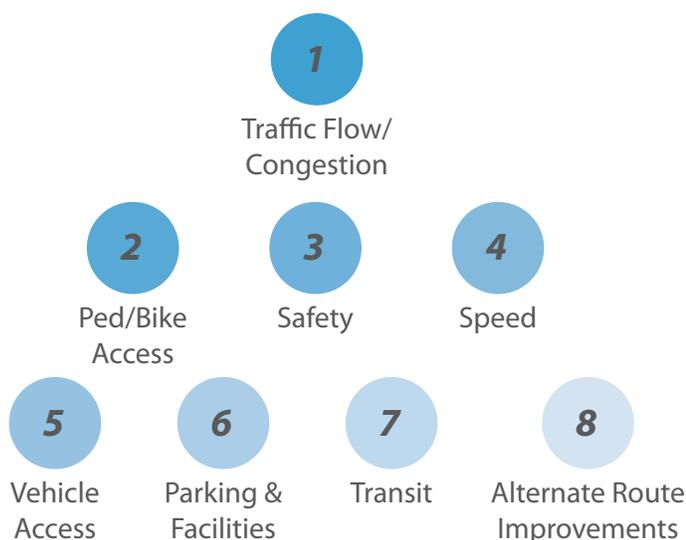 1
Traffic Flow/
Congestion
2
3
4
Ped/Bike
Access
Safety
Speed
5
6
7
8
Vehicle
Access
Parking &
Facilities
Transit
Alternate Route
Improvements